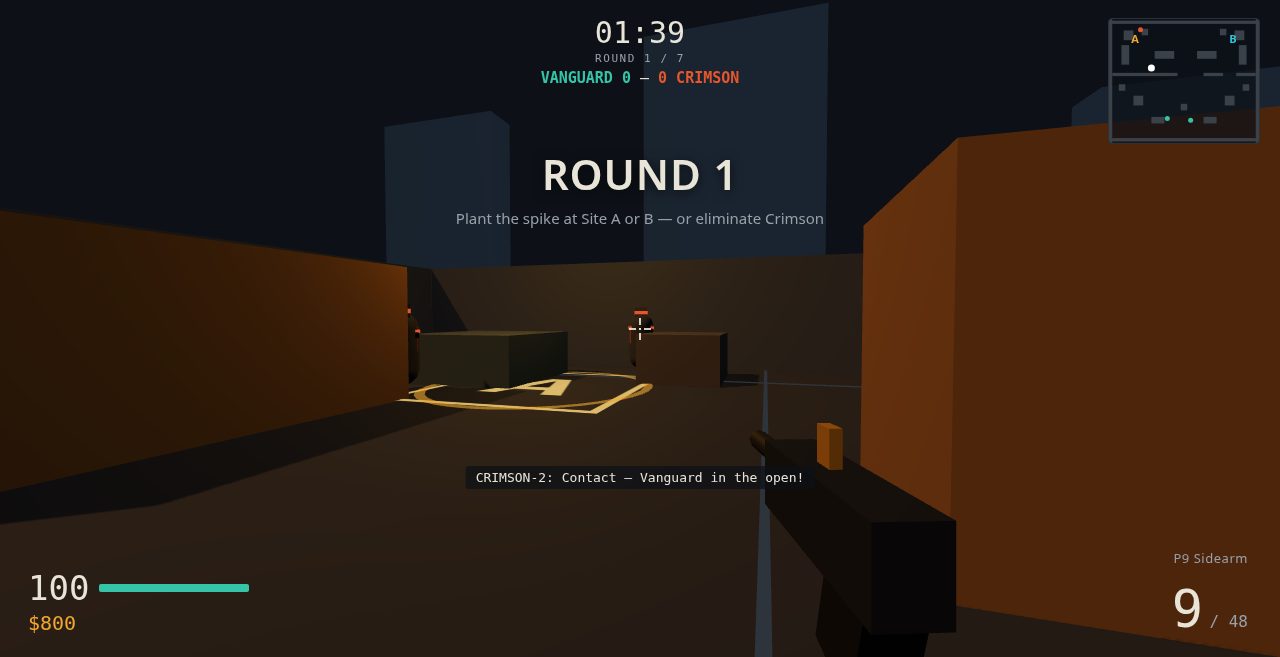 01:39
ROUND 1 / 7
VANGUARD 0 — 0 CRIMSON
A B
ROUND 1
Plant the spike at Site A or B — or eliminate Crimson
A
CRIMSON-2: Contact — Vanguard in the open!
P9 Sidearm
100
9 / 48
$800